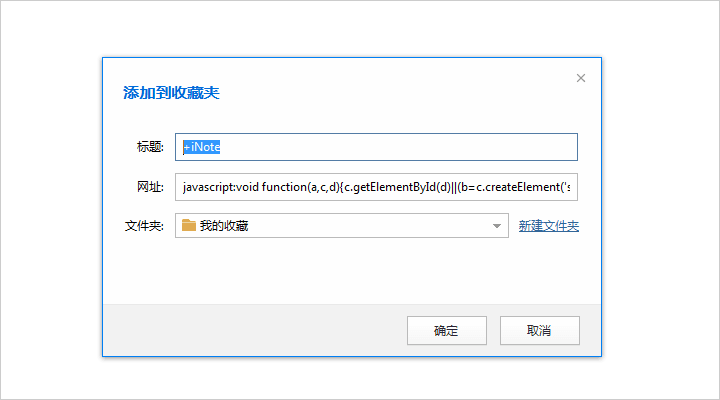 添加到收藏夹
标题: +iNote
网址: javascript:void function(a,c,d){c.getElementById(d)||(b=c.createElement('s
文件夹: 我的收藏 新建文件夹
确定 取消